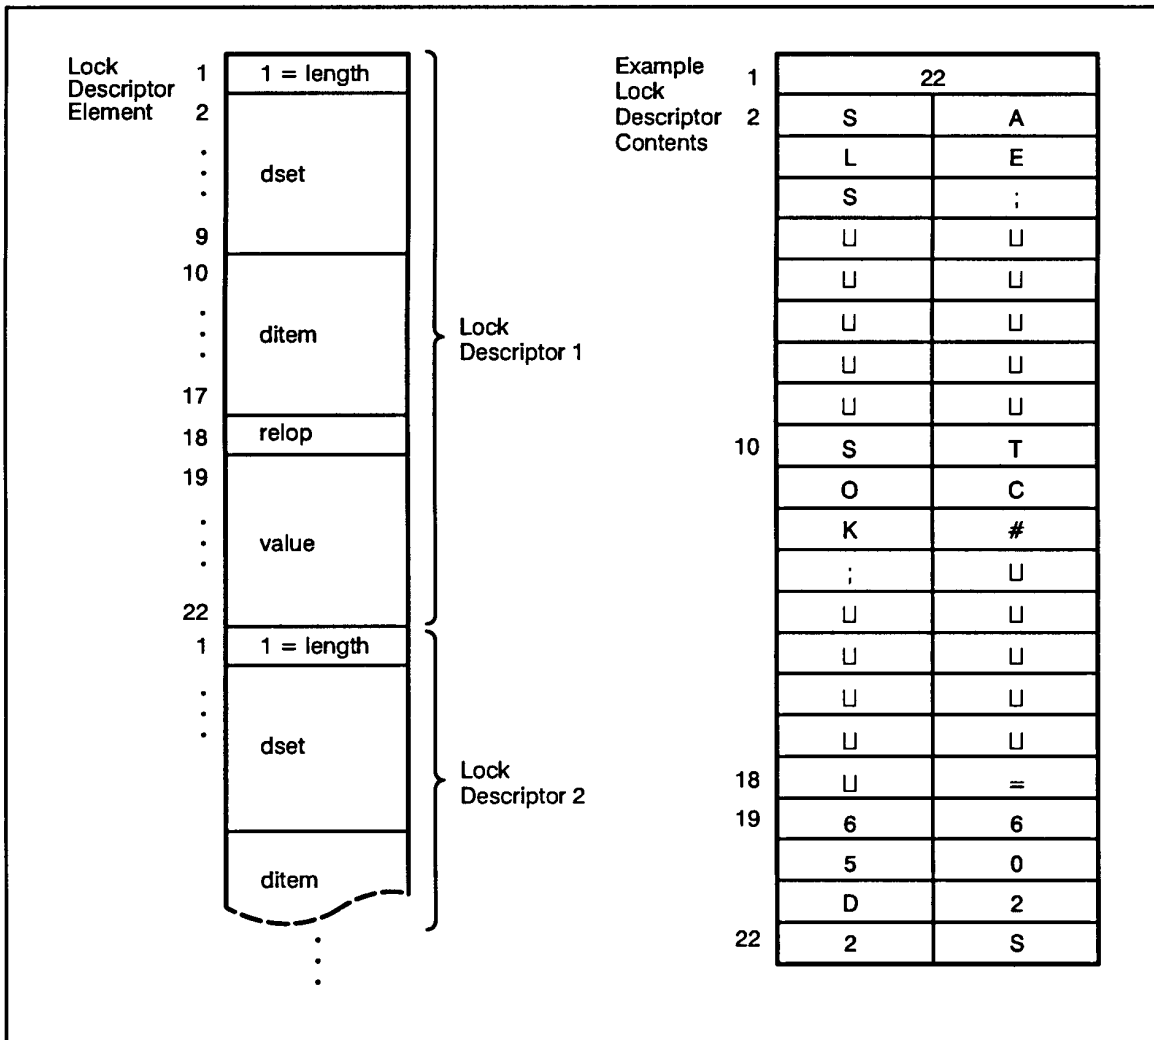 Lock
Descriptor
Element
1 1 = length
2
dset
9
10
ditem
17
18 relop
19
value
22
Lock
Descriptor 1
1 1 = length
dset
ditem
Lock
Descriptor 2
Example
Lock
Descriptor
Contents
1 22
2 S A
L E
S ;
⊔ ⊔
⊔ ⊔
⊔ ⊔
⊔ ⊔
⊔ ⊔
10 S T
O C
K #
; ⊔
⊔ ⊔
⊔ ⊔
⊔ ⊔
⊔ ⊔
18 ⊔ =
19 6 6
5 0
D 2
22 2 S